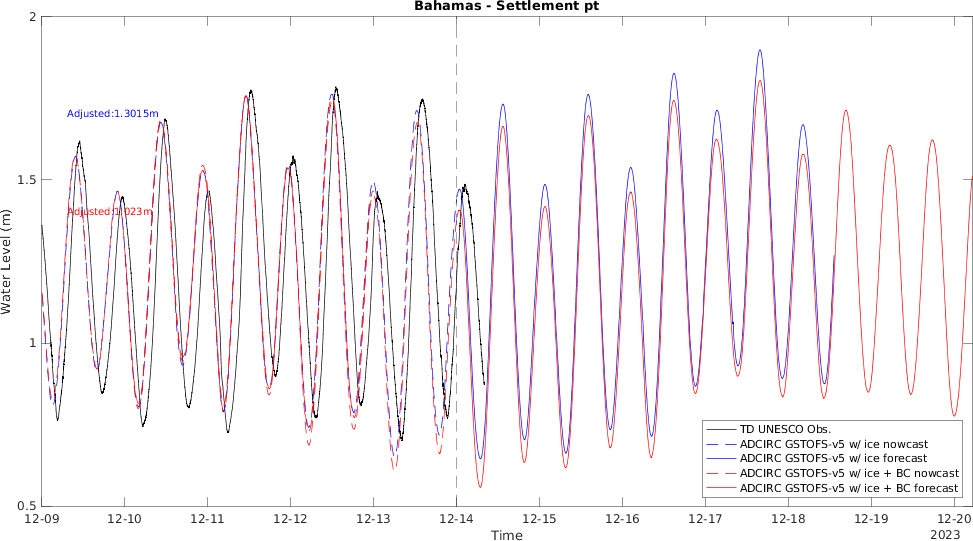 Bahamas - Settlement pt
2
1.5
1
0.5
Water Level (m)
Adjusted:1.3015m
Adjusted:1.023m
TD UNESCO Obs.
ADCIRC GSTOFS-v5 w/ ice nowcast
ADCIRC GSTOFS-v5 w/ ice forecast
ADCIRC GSTOFS-v5 w/ ice + BC nowcast
ADCIRC GSTOFS-v5 w/ ice + BC forecast
12-09 12-10 12-11 12-12 12-13 12-14 12-15 12-16 12-17 12-18 12-19 12-20
Time
2023